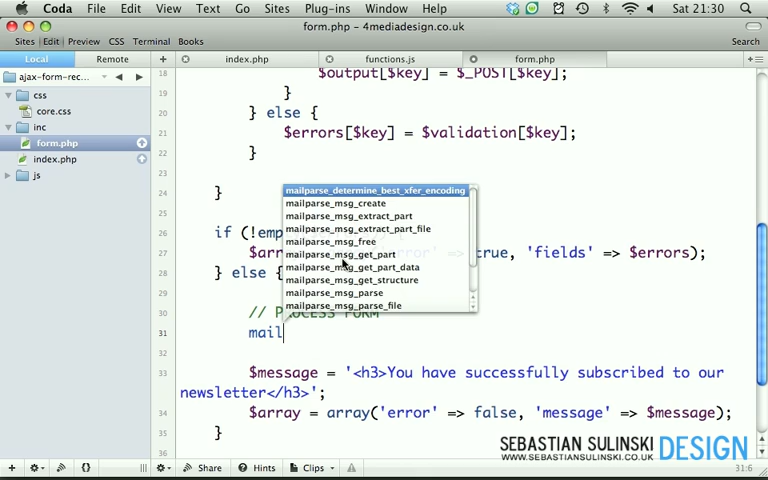 Coda File Edit View Text Go Sites Plug-ins Window Help Sat 21:30
form.php - 4mediadesign.co.uk
Sites Edit Preview CSS Terminal Books Search
Local Remote + index.php functions.js form.php
ajax-form-rec...
css
core.css
inc
form.php
index.php
js
18 $output[$key] = $_POST[$key];
19 }
20 } else {
21 $errors[$key] = $validation[$key];
22 }
23
24 }
25
26 if (!emp
27 $arr true, 'fields' => $errors);
28 } else {
29
30 // PROCESS FORM
31 mail
mailparse_determine_best_xfer_encoding
mailparse_msg_create
mailparse_msg_extract_part
mailparse_msg_extract_part_file
mailparse_msg_free
mailparse_msg_get_part
mailparse_msg_get_part_data
mailparse_msg_get_structure
mailparse_msg_parse
mailparse_msg_parse_file
32
33 $message = '<h3>You have successfully subscribed to our
newsletter</h3>';
34 $array = array('error' => false, 'message' => $message);
35 }
36
SEBASTIAN SULINSKI DESIGN
WWW.SEBASTIANSULINSKI.CO.UK
Share Hints Clips 31:6